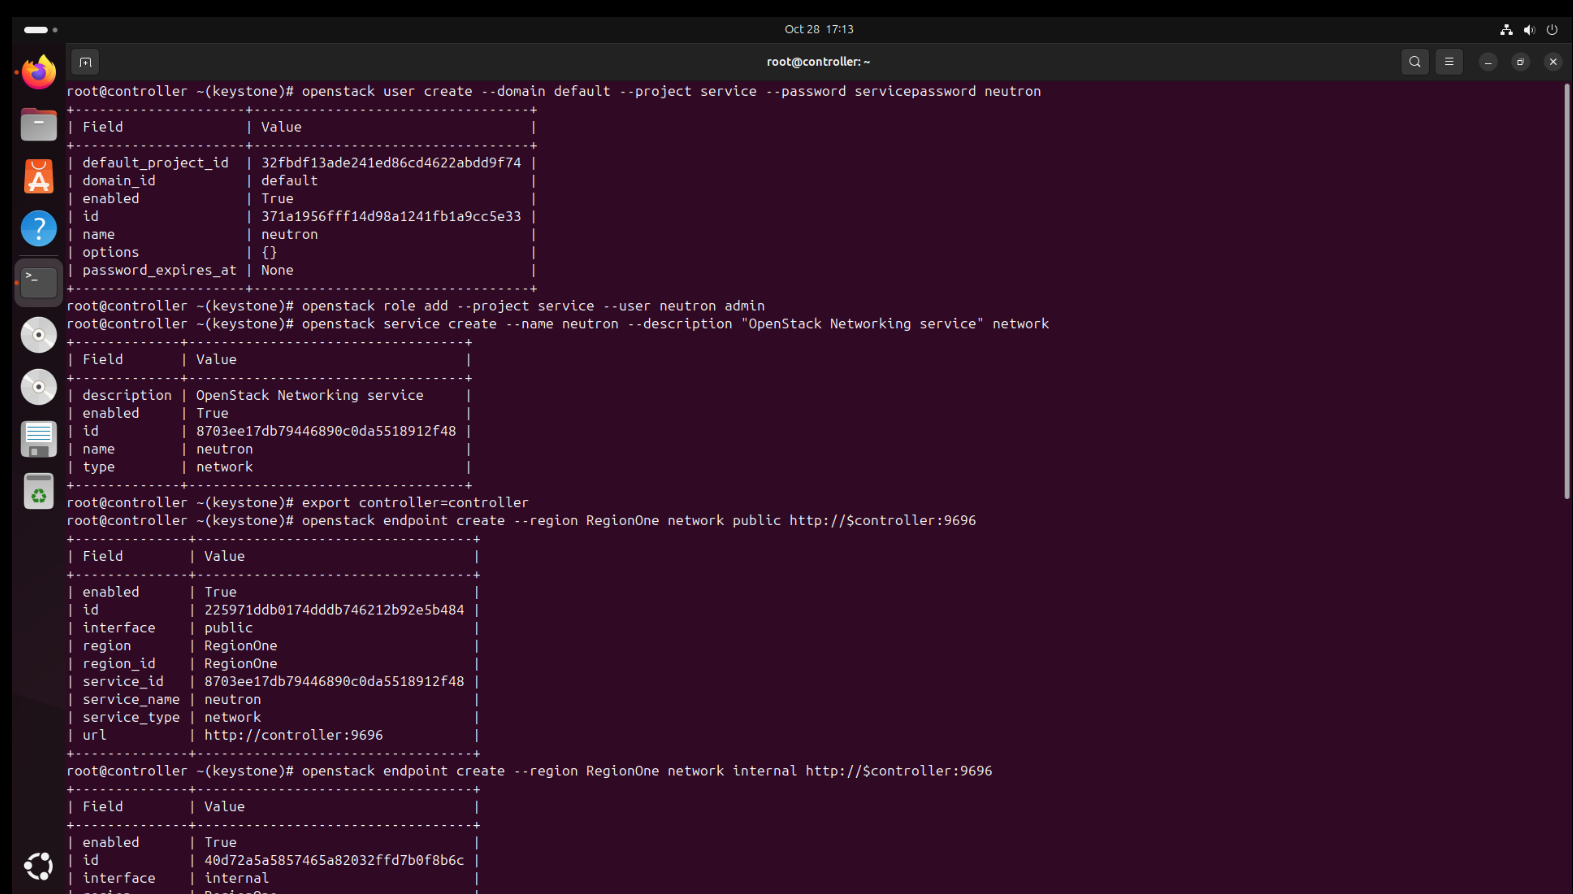 Oct 28 17:13
root@controller: ~
root@controller ~(keystone)# openstack user create --domain default --project service --password servicepassword neutron
+---------------------+----------------------------------+
| Field               | Value                            |
+---------------------+----------------------------------+
| default_project_id  | 32fbdf13ade241ed86cd4622abdd9f74 |
| domain_id           | default                          |
| enabled             | True                             |
| id                  | 371a1956fff14d98a1241fb1a9cc5e33 |
| name                | neutron                          |
| options             | {}                               |
| password_expires_at | None                             |
+---------------------+----------------------------------+
root@controller ~(keystone)# openstack role add --project service --user neutron admin
root@controller ~(keystone)# openstack service create --name neutron --description "OpenStack Networking service" network
+-------------+----------------------------------+
| Field       | Value                            |
+-------------+----------------------------------+
| description | OpenStack Networking service     |
| enabled     | True                             |
| id          | 8703ee17db79446890c0da5518912f48 |
| name        | neutron                          |
| type        | network                          |
+-------------+----------------------------------+
root@controller ~(keystone)# export controller=controller
root@controller ~(keystone)# openstack endpoint create --region RegionOne network public http://$controller:9696
+--------------+----------------------------------+
| Field        | Value                            |
+--------------+----------------------------------+
| enabled      | True                             |
| id           | 225971ddb0174dddb746212b92e5b484 |
| interface    | public                           |
| region       | RegionOne                        |
| region_id    | RegionOne                        |
| service_id   | 8703ee17db79446890c0da5518912f48 |
| service_name | neutron                          |
| service_type | network                          |
| url          | http://controller:9696           |
+--------------+----------------------------------+
root@controller ~(keystone)# openstack endpoint create --region RegionOne network internal http://$controller:9696
+--------------+----------------------------------+
| Field        | Value                            |
+--------------+----------------------------------+
| enabled      | True                             |
| id           | 40d72a5a5857465a82032ffd7b0f8b6c |
| interface    | internal                         |
| region       | RegionOne                        |